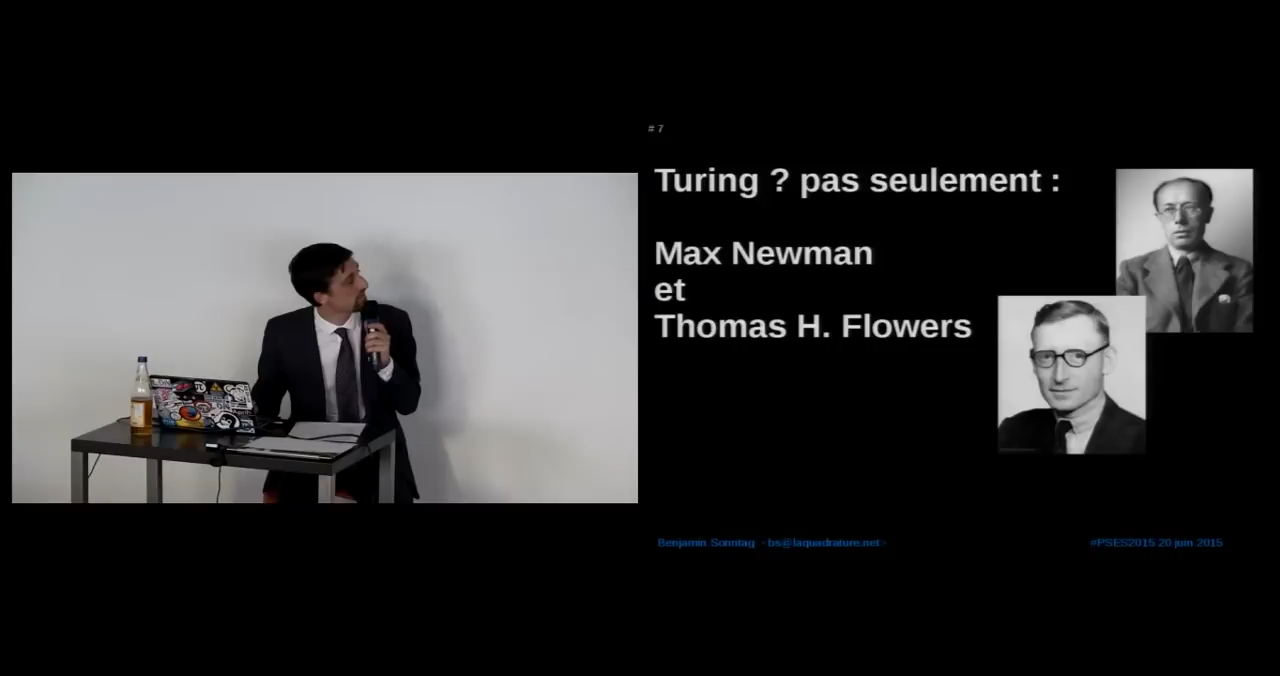 # 7
Turing ? pas seulement :
Max Newman
et
Thomas H. Flowers
Benjamin Sonntag <bs@laquadrature.net>
#PSES2015 20 juin 2015